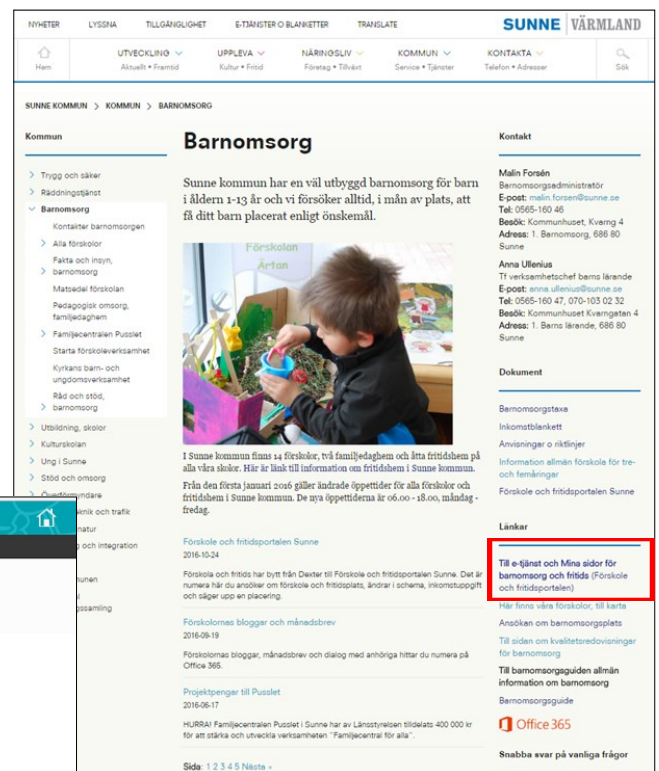 NYHETER LYSSNA TILLGÄNGLIGHET E-TJÄNSTER O BLANKETTER TRANSLATE SUNNE VÄRMLAND
Hem
UTVECKLING
Aktuellt • Framtid
UPPLEVA
Kultur • Fritid
NÄRINGSLIV
Företag • Tillväxt
KOMMUN
Service • Tjänster
KONTAKTA
Telefon • Adresser
Sök
SUNNE KOMMUN > KOMMUN > BARNOMSORG
Kommun
> Trygg och säker
> Räddningstjänst
Barnomsorg
Kontakter barnomsorgen
> Alla förskolor
Fakta och insyn,
> barnomsorg
Matsedel förskolan
Pedagogisk omsorg,
familjedaghem
> Familjecentralen Pusslet
Starta förskoleverksamhet
Kyrkans barn- och
ungdomsverksamhet
Råd och stöd,
> barnomsorg
> Utbildning, skolor
> Kulturskolan
> Ung i Sunne
> Stöd och omsorg
> Överförmyndare
teknik och trafik
natur
och integration
Barnomsorg
Sunne kommun har en väl utbyggd barnomsorg för barn
i åldern 1-13 år och vi försöker alltid, i mån av plats, att
få ditt barn placerat enligt önskemål.
Förskolan
Ärtan
I Sunne kommun finns 14 förskolor, två familjedaghem och åtta fritidshem på
alla våra skolor. Här är länk till information om fritidshem i Sunne kommun.
Från den första januari 2016 gäller ändrade öppettider för alla förskolor och
fritidshem i Sunne kommun. De nya öppettiderna är 06.00 - 18.00, måndag -
fredag.
Förskole och fritidsportalen Sunne
2016-10-24
Förskola och fritids har bytt från Dexter till Förskole och fritidsportalen Sunne. Det är
numera här du ansöker om förskole och fritidsplats, ändrar i schema, inkomstuppgift
och säger upp en placering.
Förskolornas bloggar och månadsbrev
2016-09-19
Förskolornas bloggar, månadsbrev och dialog med anhöriga hittar du numera på
Office 365.
Projektpengar till Pusslet
2016-06-17
HURRA! Familjecentralen Pusslet i Sunne har av Länsstyrelsen tilldelats 400 000 kr
för att stärka och utveckla verksamheten "Familjecentral för alla".
Sida: 1 2 3 4 5 Nästa »
Kontakt
Malin Forsén
Barnomsorgsadministratör
E-post: malin.forsen@sunne.se
Tel: 0565-160 46
Besök: Kommunhuset, Kvarng 4
Adress: 1. Barnomsorg, 686 80
Sunne
Anna Ullenius
Tf verksamhetschef barns lärande
E-post: anna.ullenius@sunne.se
Tel: 0565-160 47, 070-103 02 32
Besök: Kommunhuset Kvarngatan 4
Adress: 1. Barns lärande, 686 80
Sunne
Dokument
Barnomsorgstaxa
Inkomstblankett
Anvisningar o riktlinjer
Information allmän förskola för tre-
och femåringar
Förskole och fritidsportalen Sunne
Länkar
Till e-tjänst och Mina sidor för
barnomsorg och fritids (Förskole
och fritidsportalen)
Här finns våra förskolor, till karta
Ansökan om barnomsorgsplats
Till sidan om kvalitetsredovisningar
för barnomsorg
Till barnomsorgsguiden allmän
information om barnomsorg
Barnomsorgsguide
Office 365
Snabba svar på vanliga frågor